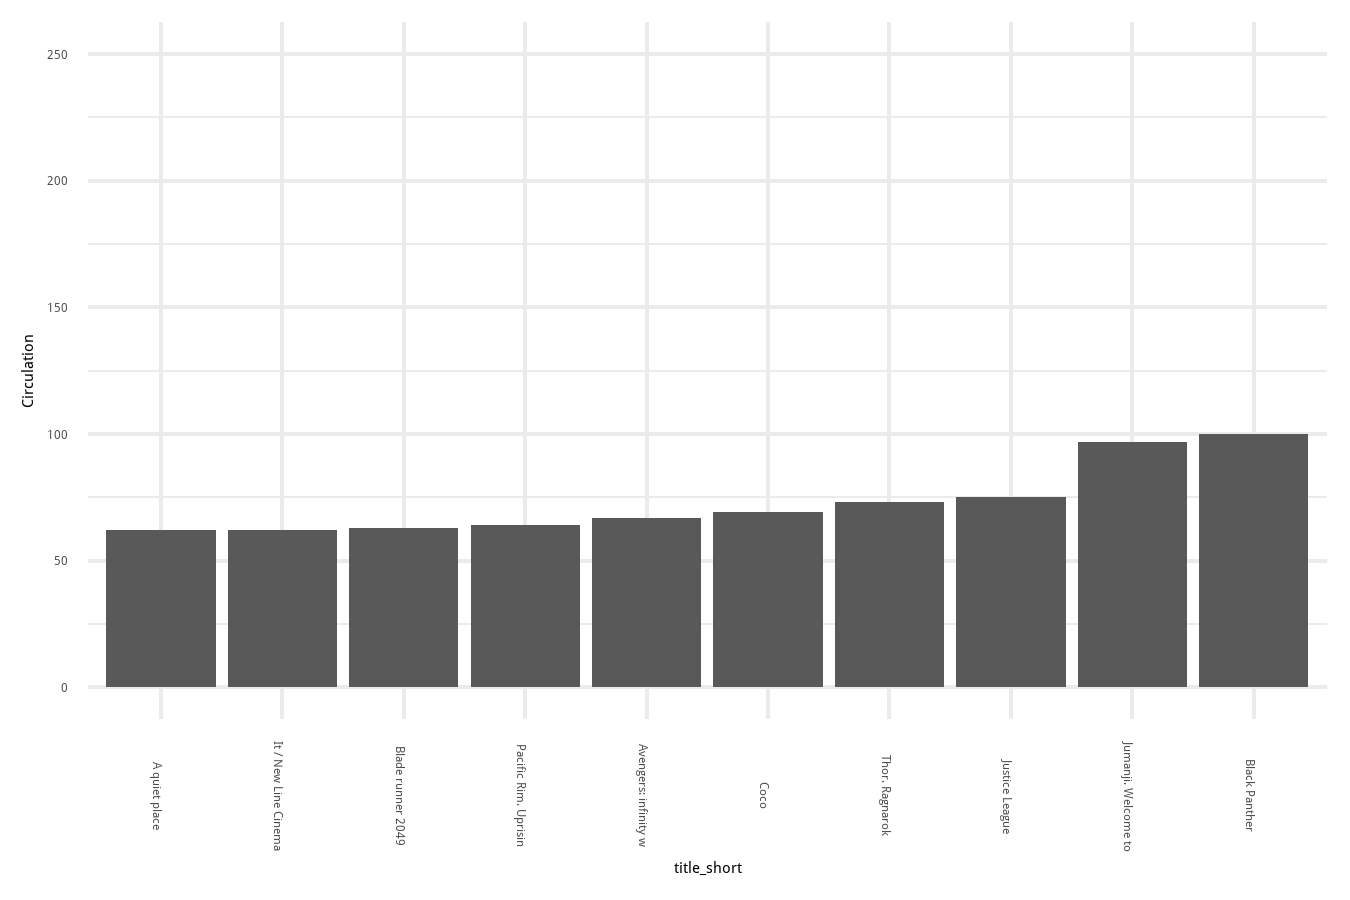 250
200
150
100
50
0
Circulation
A quiet place
It / New Line Cinema
Blade runner 2049
Pacific Rim. Uprisin
Avengers: infinity w
Coco
Thor. Ragnarok
Justice League
Jumanji. Welcome to
Black Panther
title_short